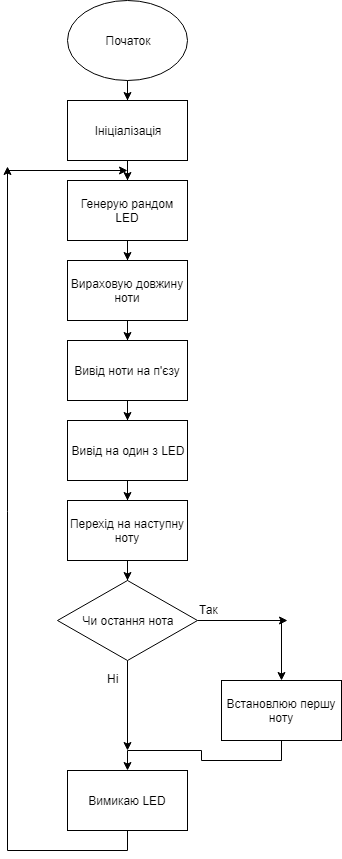 Початок
Ініціалізація
Генерую рандом
LED
Вираховую довжину
ноти
Вивід ноти на п'єзу
Вивід на один з LED
Перехід на наступну
ноту
Чи остання нота
Так
Ні
Встановлюю першу
ноту
Вимикаю LED